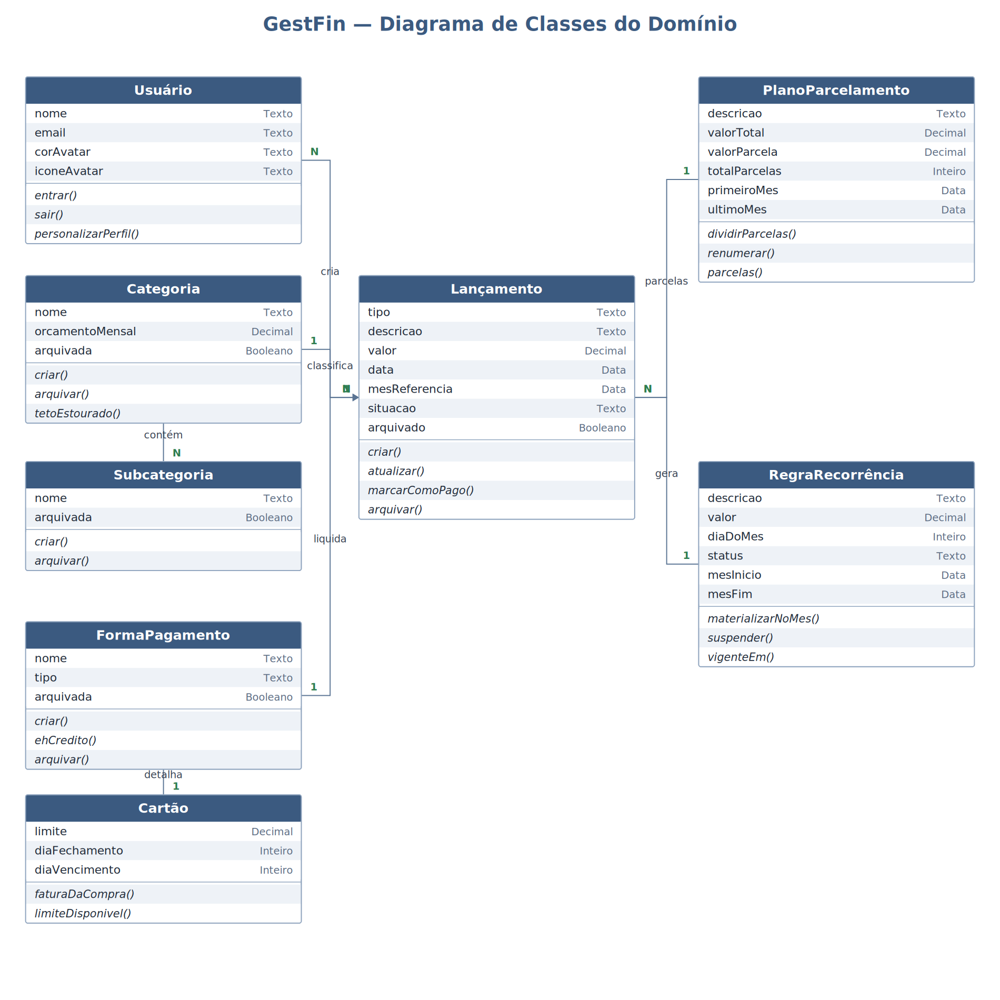 GestFin — Diagrama de Classes do Domínio
Usuário
nome Texto
email Texto
corAvatar Texto
iconeAvatar Texto
entrar()
sair()
personalizarPerfil()
N
cria
Categoria
nome Texto
orcamentoMensal Decimal
arquivada Booleano
criar()
arquivar()
tetoEstourado()
1
classifica
N
contém
N
Subcategoria
nome Texto
arquivada Booleano
criar()
arquivar()
liquida
FormaPagamento
nome Texto
tipo Texto
arquivada Booleano
criar()
ehCredito()
arquivar()
1
detalha
1
Cartão
limite Decimal
diaFechamento Inteiro
diaVencimento Inteiro
faturaDaCompra()
limiteDisponivel()
Lançamento
tipo Texto
descricao Texto
valor Decimal
data Data
mesReferencia Data
situacao Texto
arquivado Booleano
criar()
atualizar()
marcarComoPago()
arquivar()
N
parcelas
1
gera
1
PlanoParcelamento
descricao Texto
valorTotal Decimal
valorParcela Decimal
totalParcelas Inteiro
primeiroMes Data
ultimoMes Data
dividirParcelas()
renumerar()
parcelas()
RegraRecorrência
descricao Texto
valor Decimal
diaDoMes Inteiro
status Texto
mesInicio Data
mesFim Data
materializarNoMes()
suspender()
vigenteEm()